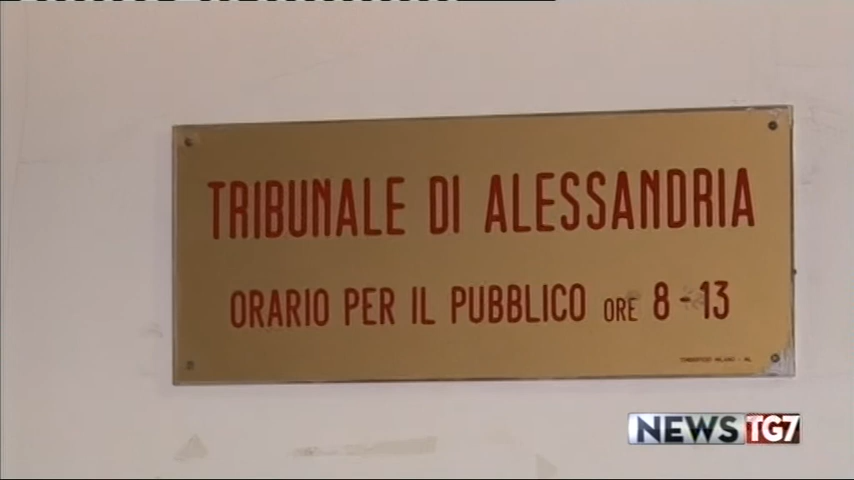 TRIBUNALE DI ALESSANDRIA
ORARIO PER IL PUBBLICO ORE 8-13
NEWS TG7